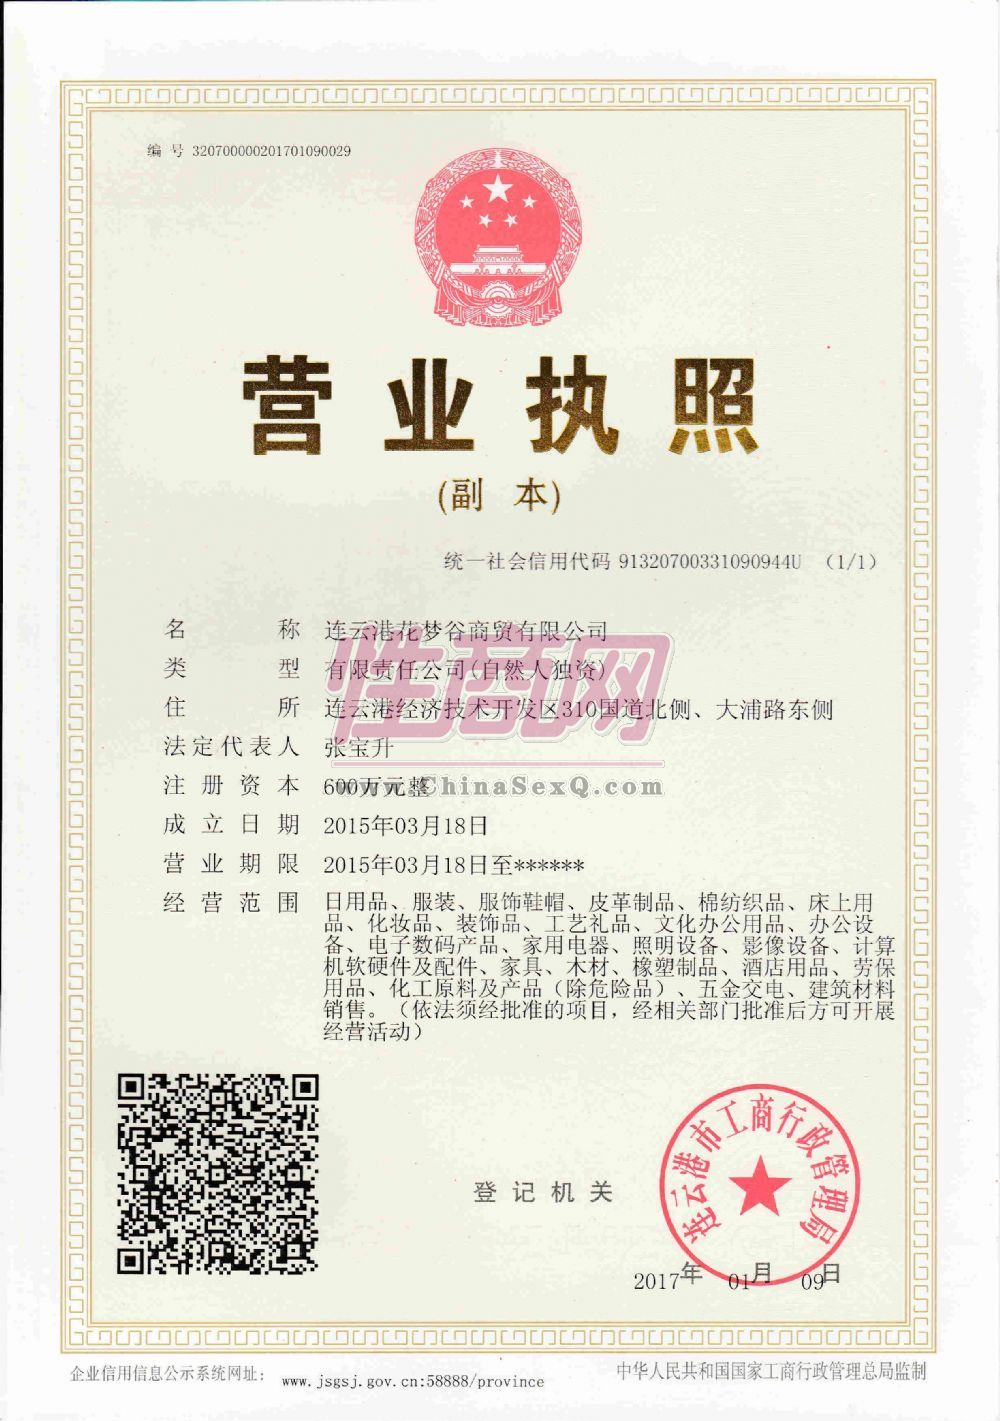 编 号 320700000201701090029
营业执照
(副 本)
统一社会信用代码 91320700331090944U （1/1）
名 称 连云港花梦谷商贸有限公司
类 型 有限责任公司(自然人独资)
住 所 连云港经济技术开发区310国道北侧、大浦路东侧
法定代表人 张宝升
注 册 资 本 600万元整
成 立 日 期 2015年03月18日
营 业 期 限 2015年03月18日至******
经 营 范 围 日用品、服装、服饰鞋帽、皮革制品、棉纺织品、床上用
品、化妆品、装饰品、工艺礼品、文化办公用品、办公设
备、电子数码产品、家用电器、照明设备、影像设备、计算
机软硬件及配件、家具、木材、橡塑制品、酒店用品、劳保
用品、化工原料及产品（除危险品）、五金交电、建筑材料
销售。（依法须经批准的项目，经相关部门批准后方可开展
经营活动）
性商网
www.ChinaSexQ.com
登 记 机 关
连云港市工商行政管理局
2017年 01月 09日
企业信用信息公示系统网址： www.jsgsj.gov.cn:58888/province
中华人民共和国国家工商行政管理总局监制